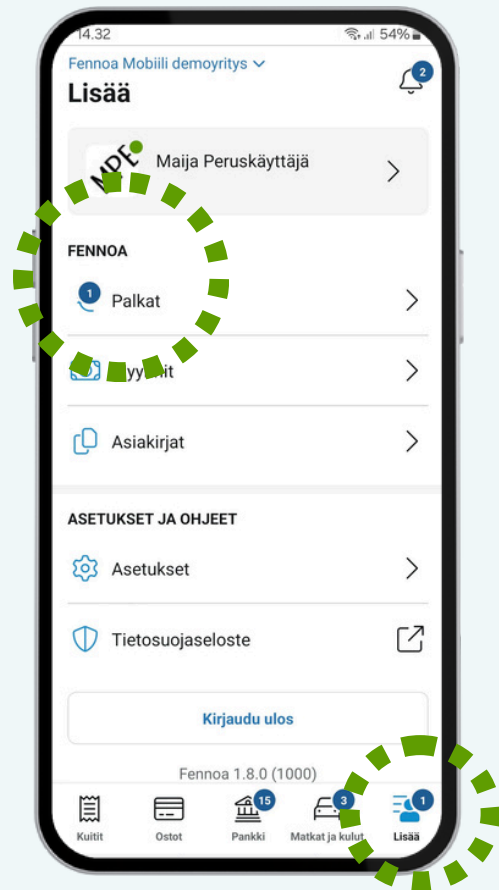 14.32
54%
Fennoa Mobiili demoyritys
2
Lisää
MPE
Maija Peruskäyttäjä
FENNOA
1
Palkat
Asiakirjat
ASETUKSET JA OHJEET
Asetukset
Tietosuojaseloste
Kirjaudu ulos
Fennoa 1.8.0 (1000)
15
3
1
Kuitit
Ostot
Pankki
Matkat ja kulut
Lisää